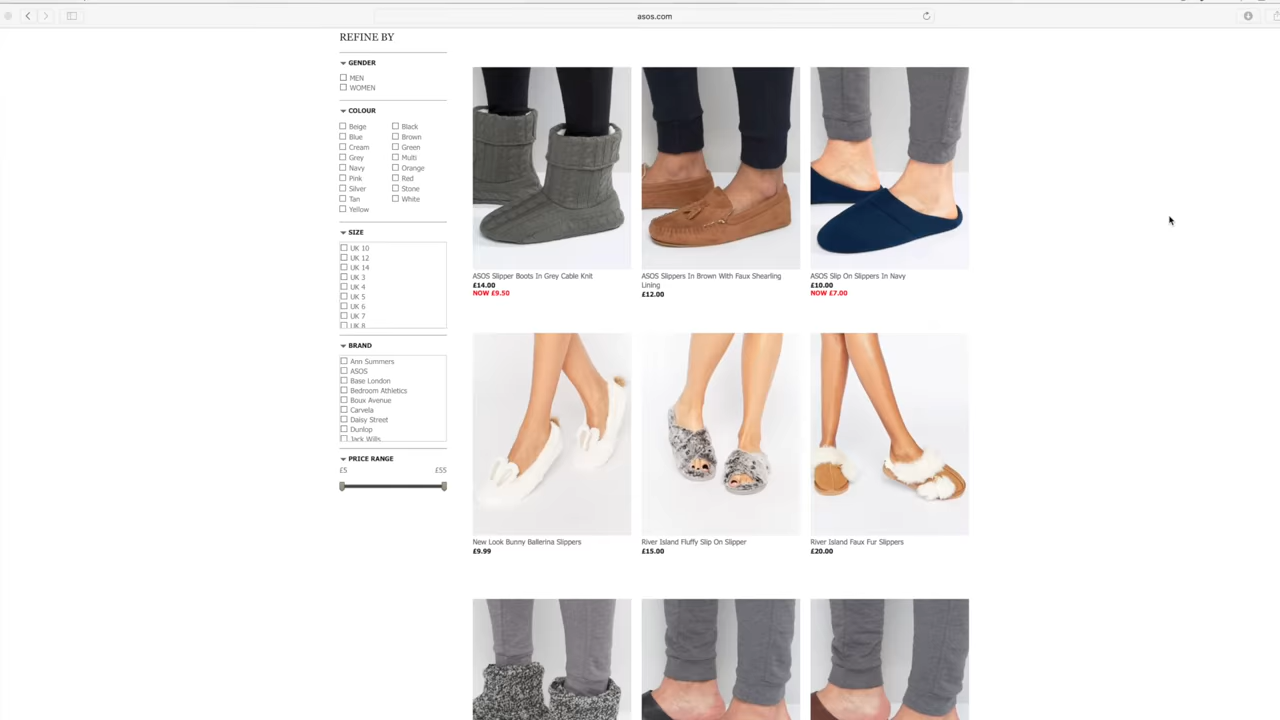 asos.com
REFINE BY
GENDER
MEN
WOMEN
COLOUR
Beige
Black
Blue
Brown
Cream
Green
Grey
Multi
Navy
Orange
Pink
Red
Silver
Stone
Tan
White
Yellow
SIZE
UK 10
UK 12
UK 14
UK 3
UK 4
UK 5
UK 6
UK 7
UK 8
BRAND
Ann Summers
ASOS
Base London
Bedroom Athletics
Boux Avenue
Carvela
Daisy Street
Dunlop
Jack Wills
PRICE RANGE
£5 £55
ASOS Slipper Boots In Grey Cable Knit
£14.00
NOW £9.50
ASOS Slippers In Brown With Faux Shearling
Lining
£12.00
ASOS Slip On Slippers In Navy
£10.00
NOW £7.00
New Look Bunny Ballerina Slippers
£9.99
River Island Fluffy Slip On Slipper
£15.00
River Island Faux Fur Slippers
£20.00